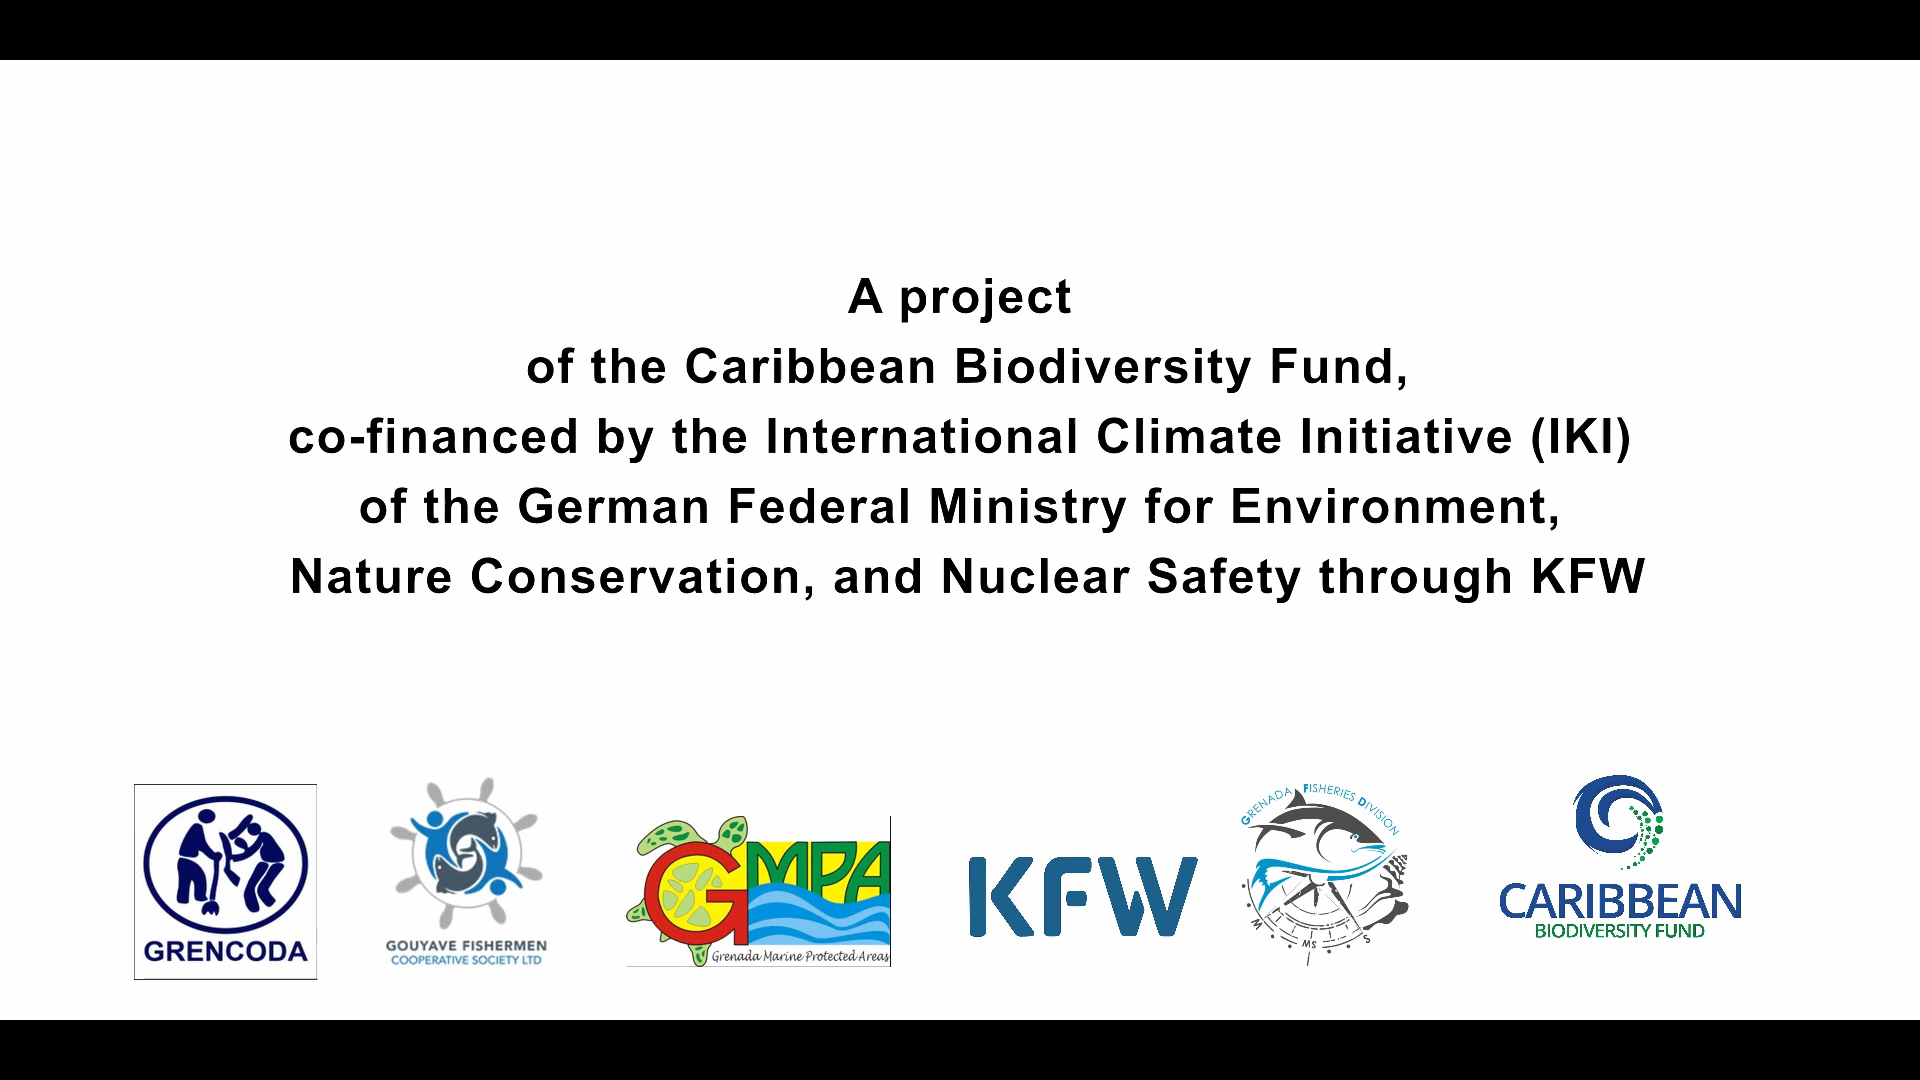 A project
of the Caribbean Biodiversity Fund,
co-financed by the International Climate Initiative (IKI)
of the German Federal Ministry for Environment,
Nature Conservation, and Nuclear Safety through KFW
GRENCODA
GOUYAVE FISHERMEN
COOPERATIVE SOCIETY LTD
GMPA
Grenada Marine Protected Areas
KFW
GRENADA FISHERIES DIVISION
W MS S
CARIBBEAN
BIODIVERSITY FUND